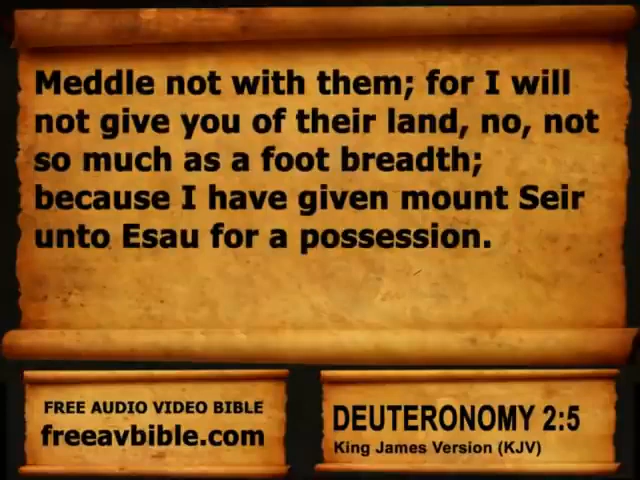 Meddle not with them; for I will
not give you of their land, no, not
so much as a foot breadth;
because I have given mount Seir
unto Esau for a possession.
FREE AUDIO VIDEO BIBLE
freeavbible.com
DEUTERONOMY 2:5
King James Version (KJV)